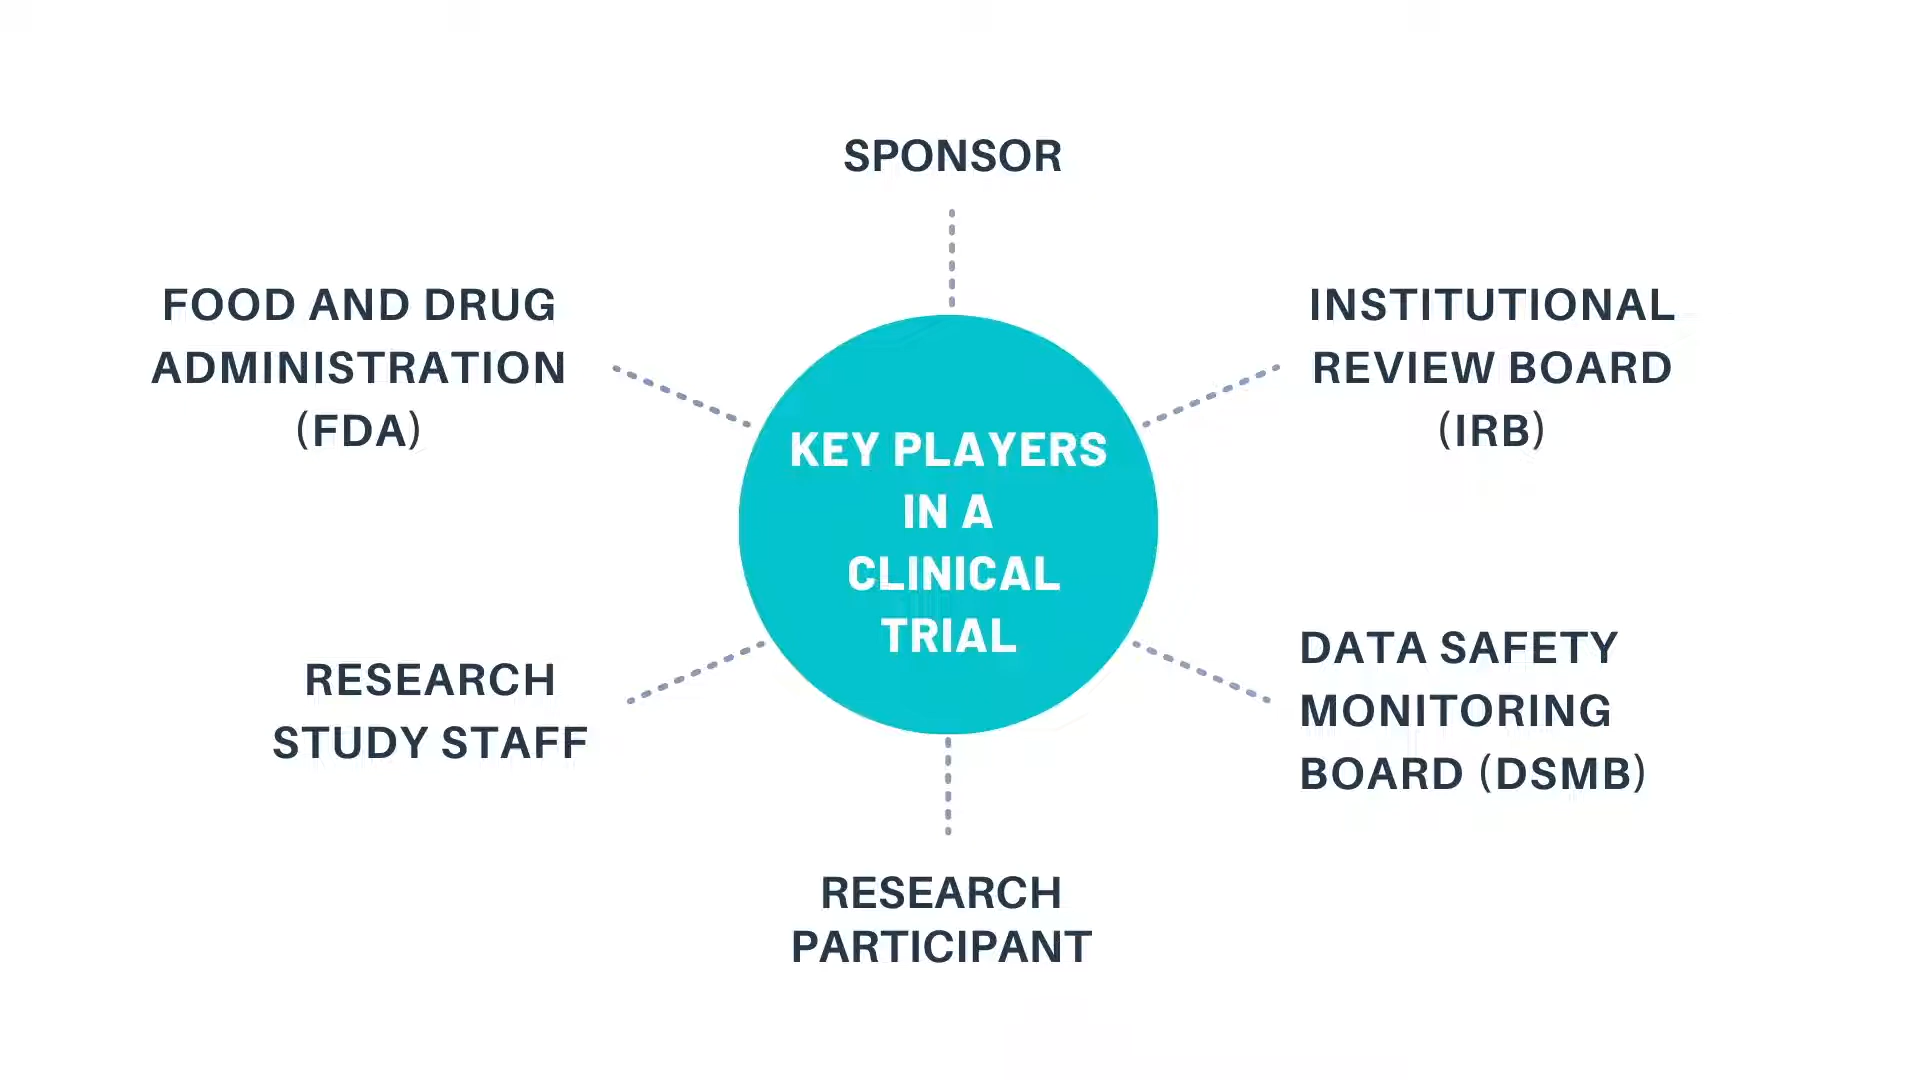 SPONSOR
FOOD AND DRUG
ADMINISTRATION
(FDA)
INSTITUTIONAL
REVIEW BOARD
(IRB)
KEY PLAYERS
IN A
CLINICAL
TRIAL
RESEARCH
STUDY STAFF
DATA SAFETY
MONITORING
BOARD (DSMB)
RESEARCH
PARTICIPANT